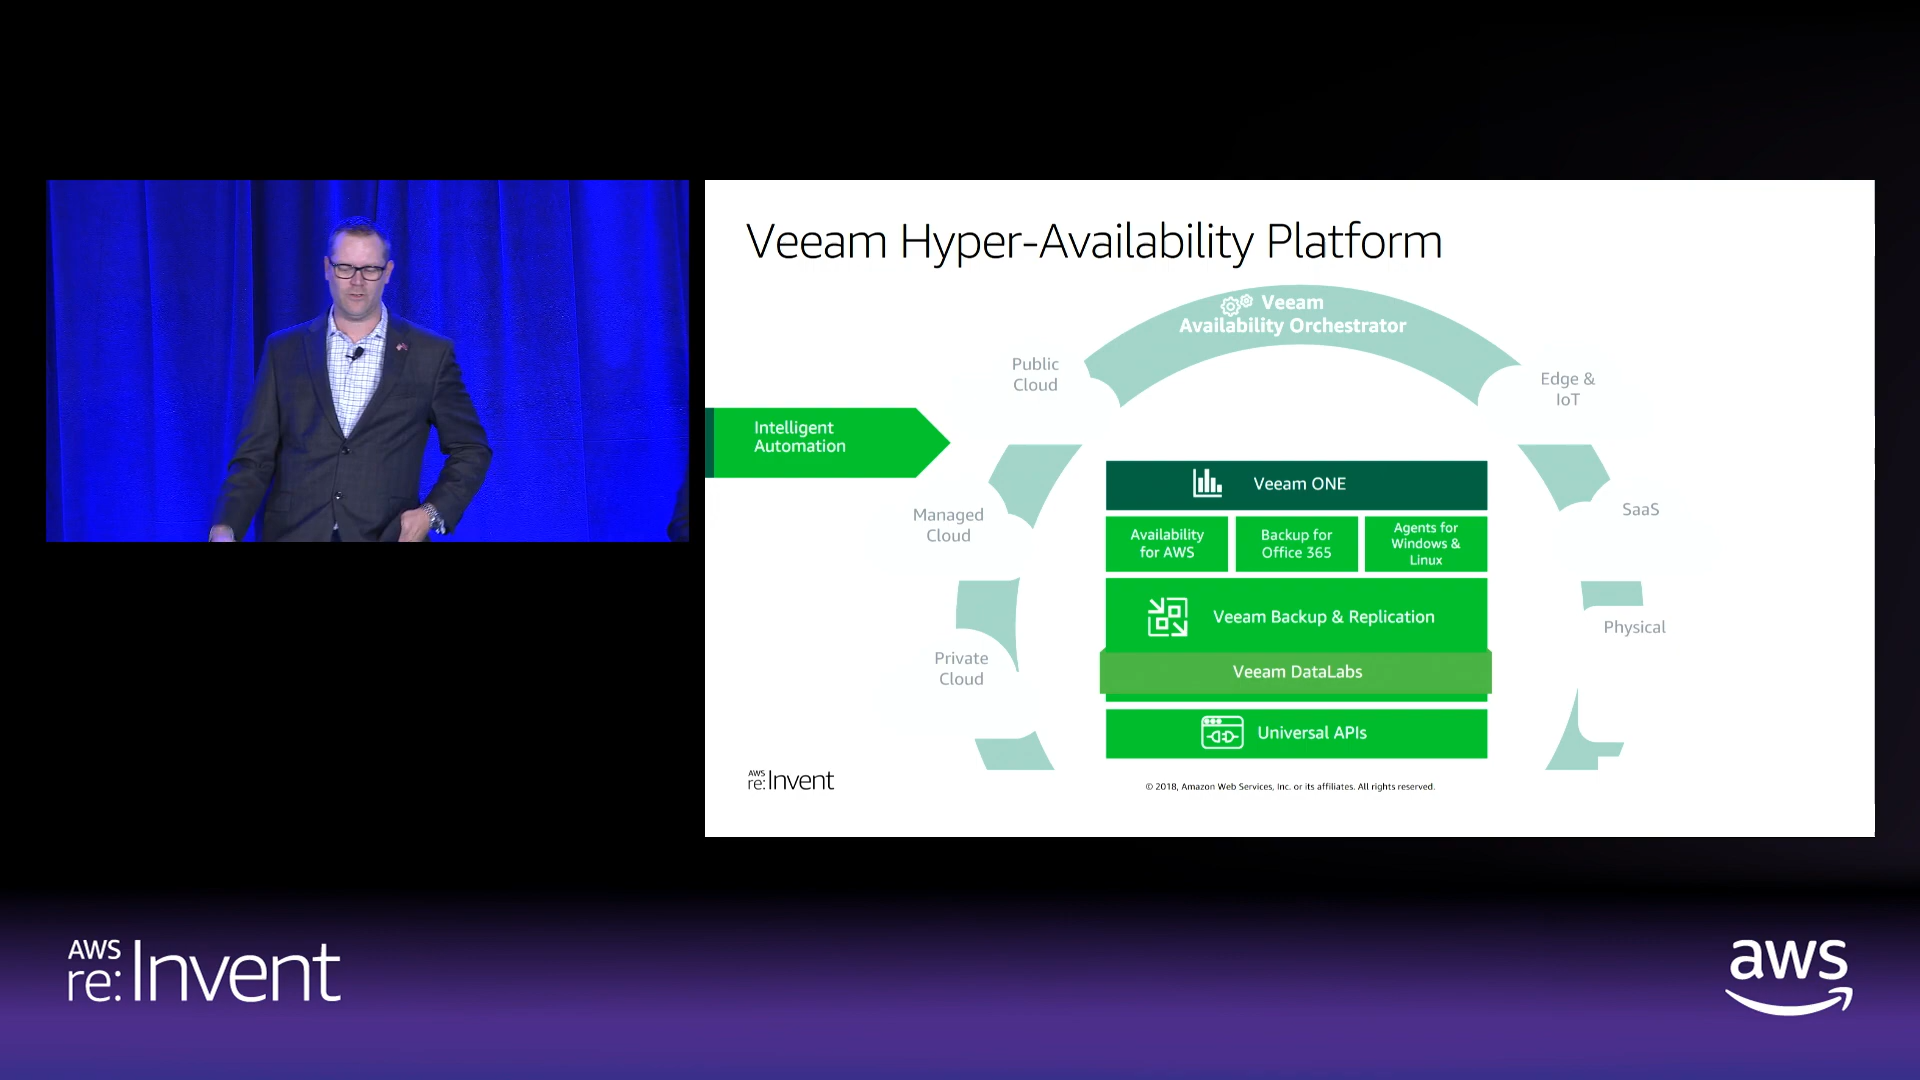 Veeam Hyper-Availability Platform
Veeam
Availability Orchestrator
Public
Cloud
Edge &
IoT
Intelligent
Automation
Veeam ONE
Managed
Cloud
SaaS
Availability
for AWS
Backup for
Office 365
Agents for
Windows &
Linux
Veeam Backup & Replication
Physical
Private
Cloud
Veeam DataLabs
Universal APIs
AWS
re:Invent
© 2018, Amazon Web Services, Inc. or its affiliates. All rights reserved.
AWS
re:Invent
aws